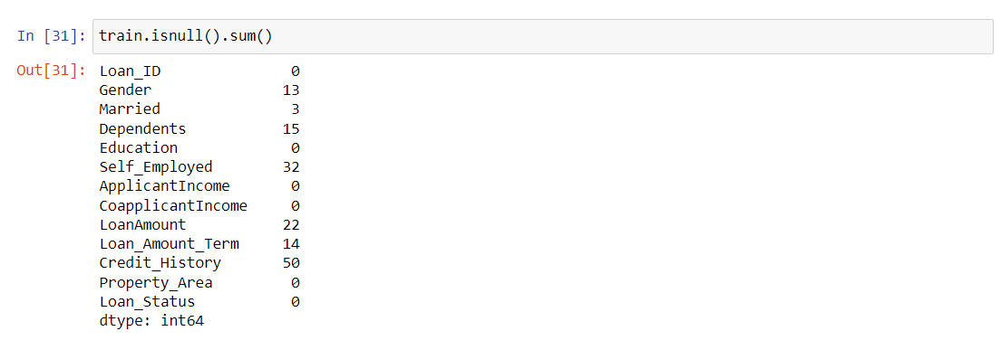 In [31]: train.isnull().sum()
Out[31]: Loan_ID 0
Gender 13
Married 3
Dependents 15
Education 0
Self_Employed 32
ApplicantIncome 0
CoapplicantIncome 0
LoanAmount 22
Loan_Amount_Term 14
Credit_History 50
Property_Area 0
Loan_Status 0
dtype: int64